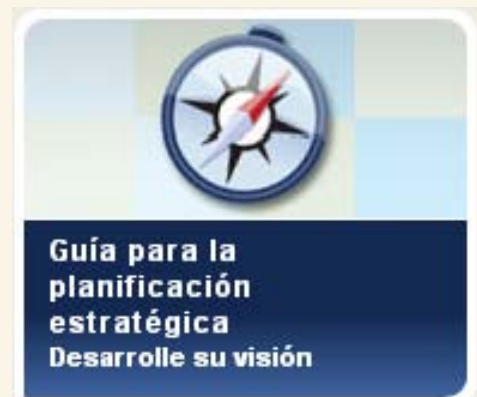 Guía para la
planificación
estratégica
Desarrolle su visión